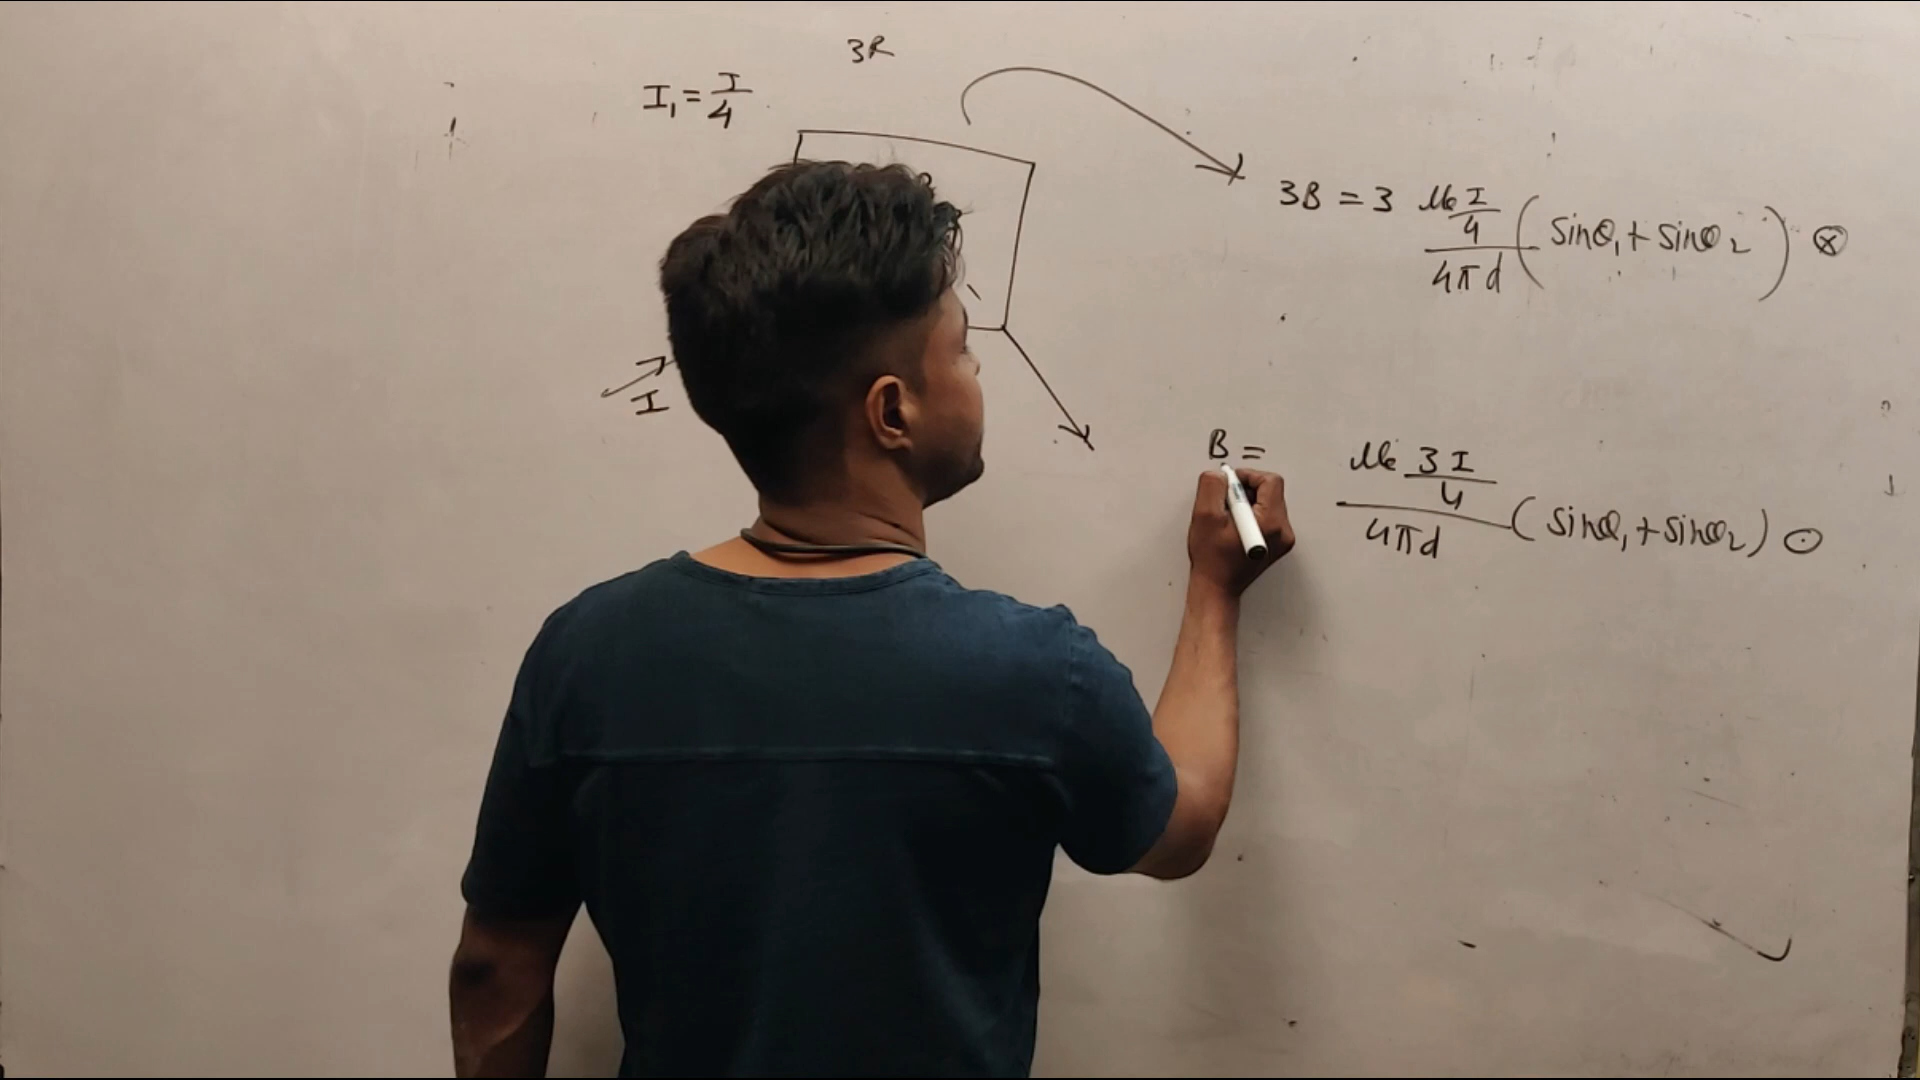 3R
I₁ = I/4
3B = 3 μ₀ I/4 / 4πd (sinθ₁ + sinθ₂) ⊗
I
B = μ₀ 3I/4 / 4πd (sinθ₁ + sinθ₂) ⊙